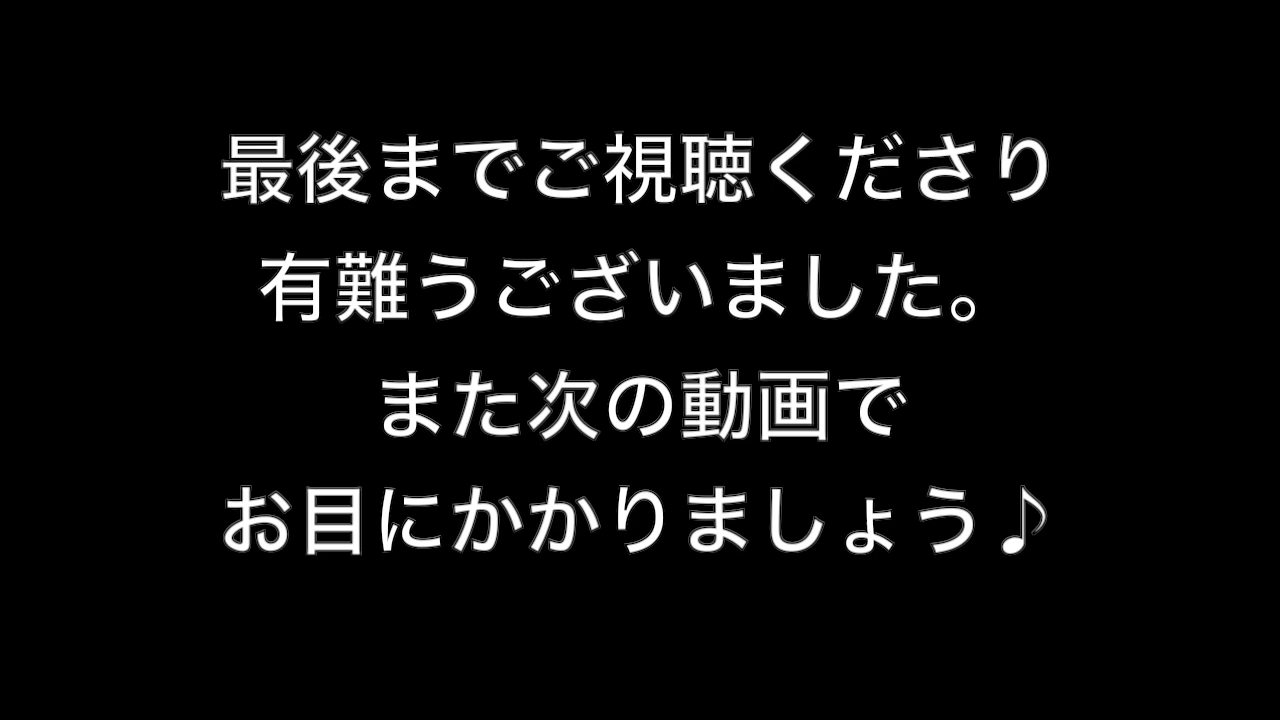 最後までご視聴くださり
有難うございました。
また次の動画で
お目にかかりましょう♪